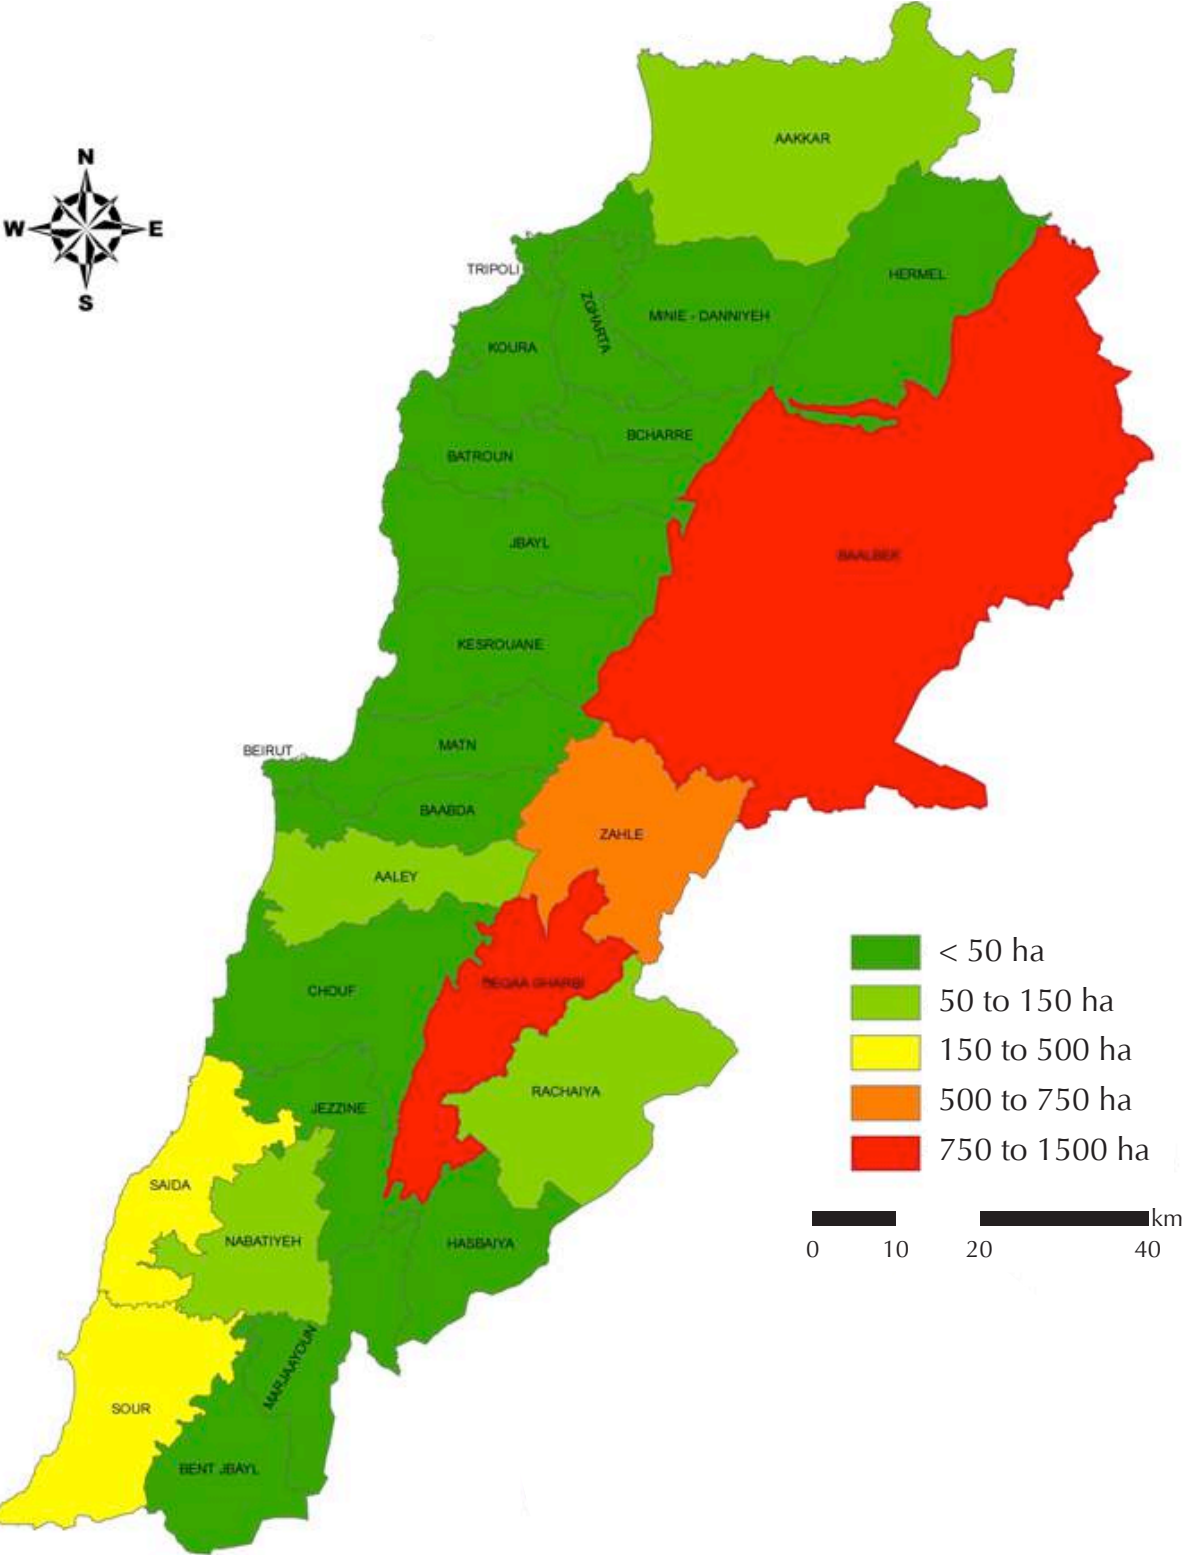 AAKKAR
N
W E
S
HERMEL
TRIPOLI
ZGHARTA
MINIE - DANNIYEH
KOURA
BCHARRE
BATROUN
JBAYL
BAALBEK
KESROUANE
MATN
BEIRUT
BAABDA
ZAHLE
AALEY
< 50 ha
BEQAA GHARBI
CHOUF
50 to 150 ha
150 to 500 ha
RACHAIYA
500 to 750 ha
JEZZINE
750 to 1500 ha
SAIDA
km
NABATIYEH
HASBAIYA
0 10 20 40
MARJAAYOUN
SOUR
BENT JBAYL